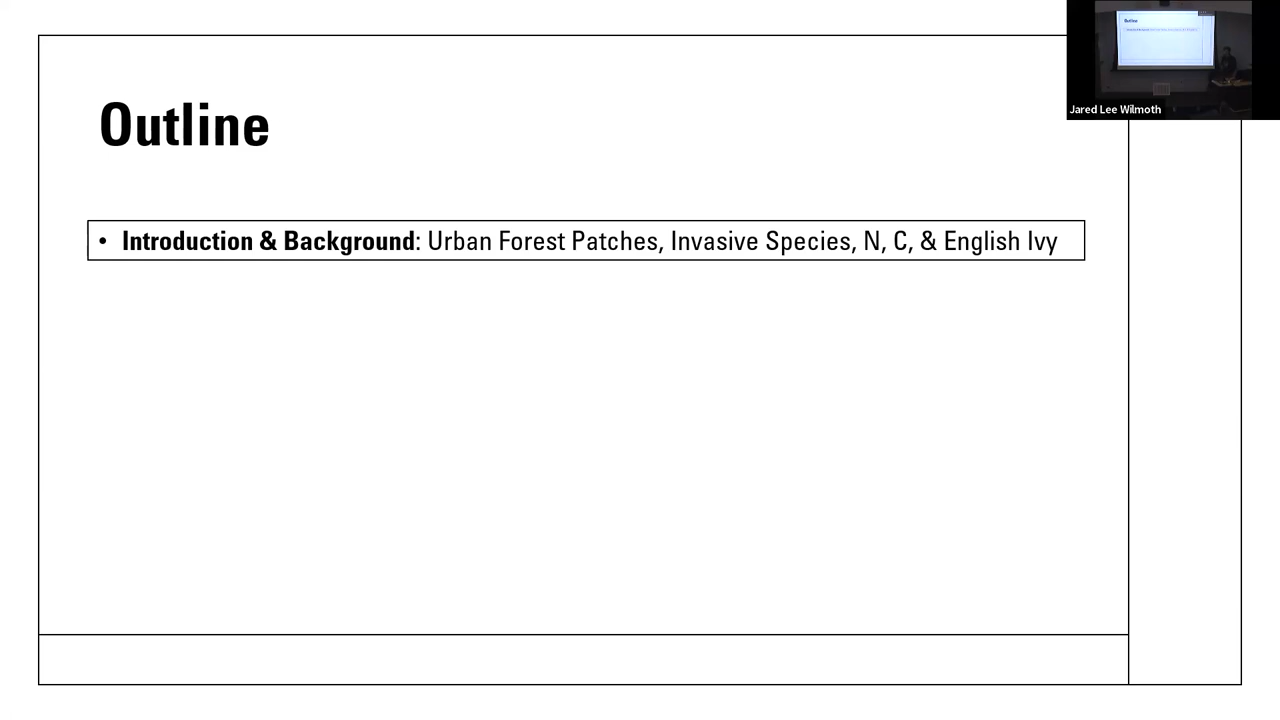 Outline
• Introduction & Background: Urban Forest Patches, Invasive Species, N, C, & English Ivy
Jared Lee Wilmoth